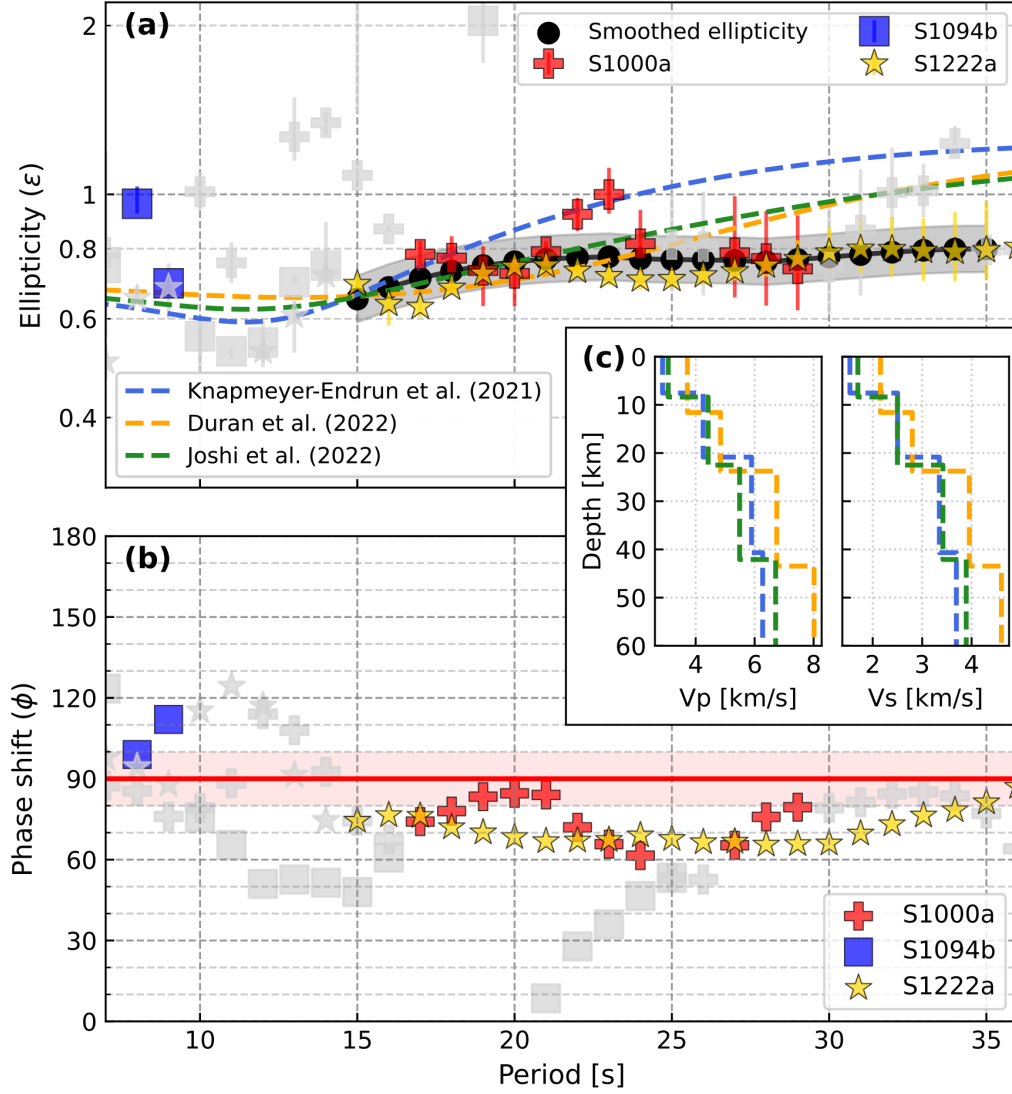 (a)
Smoothed ellipticity
S1000a
S1094b
S1222a
Ellipticity (ε)
2
1
0.8
0.6
0.4
Knapmeyer-Endrun et al. (2021)
Duran et al. (2022)
Joshi et al. (2022)
(c)
Depth [km]
0
10
20
30
40
50
60
4 6 8
2 3 4
Vp [km/s]
Vs [km/s]
(b)
Phase shift (ϕ)
180
150
120
90
60
30
0
S1000a
S1094b
S1222a
10 15 20 25 30 35
Period [s]